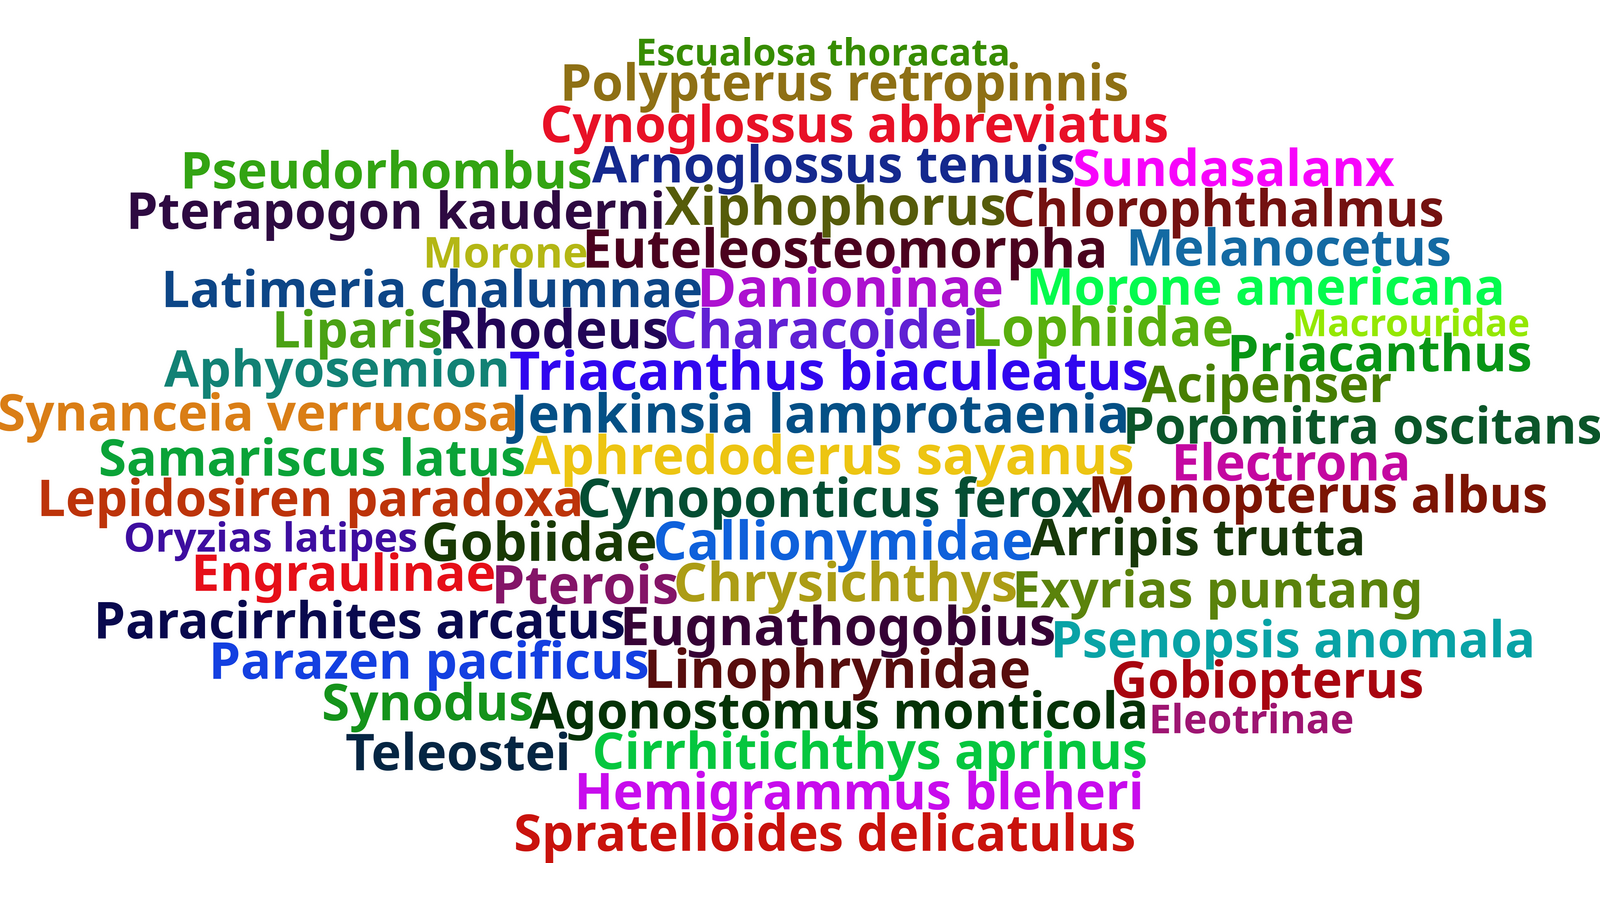 Escualosa thoracata
Polypterus retropinnis
Cynoglossus abbreviatus
Pseudorhombus Arnoglossus tenuis Sundasalanx
Pterapogon kauderni Xiphophorus Chlorophthalmus
Morone Euteleosteomorpha Melanocetus
Latimeria chalumnae Danioninae Morone americana
Liparis Rhodeus Characoidei Lophiidae Macrouridae
Priacanthus
Aphyosemion Triacanthus biaculeatus Acipenser
Synanceia verrucosa Jenkinsia lamprotaenia Poromitra oscitans
Samariscus latus Aphredoderus sayanus Electrona
Lepidosiren paradoxa Cynoponticus ferox Monopterus albus
Oryzias latipes Gobiidae Callionymidae Arripis trutta
Engraulinae Pterois Chrysichthys Exyrias puntang
Paracirrhites arcatus Eugnathogobius Psenopsis anomala
Parazen pacificus Linophrynidae Gobiopterus
Synodus Agonostomus monticola Eleotrinae
Teleostei Cirrhitichthys aprinus
Hemigrammus bleheri
Spratelloides delicatulus